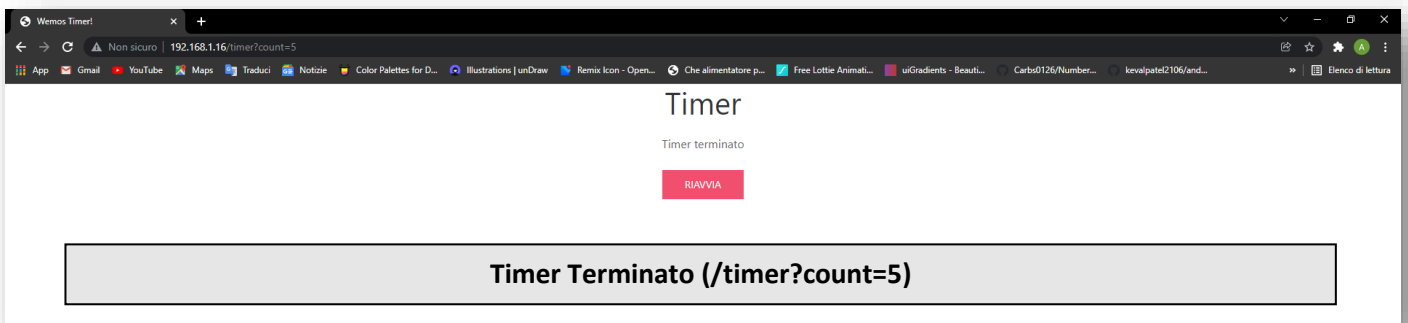 Wemos Timer!
Non sicuro | 192.168.1.16/timer?count=5
App Gmail YouTube Maps Traduci Notizie Color Palettes for D... Illustrations | unDraw Remix Icon - Open... Che alimentatore p... Free Lottie Animati... uiGradients - Beauti... Carbs0126/Number... kevalpatel2106/and... » Elenco di lettura
Timer
Timer terminato
RIAVVIA
Timer Terminato (/timer?count=5)